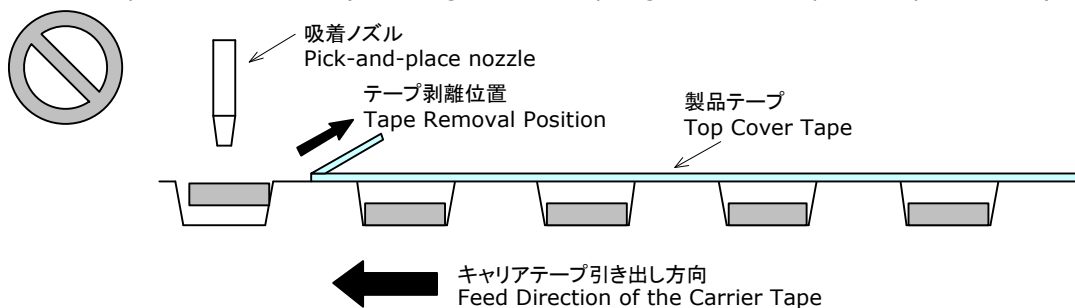 吸着ノズル
Pick-and-place nozzle
テープ剥離位置
Tape Removal Position
製品テープ
Top Cover Tape
キャリアテープ引き出し方向
Feed Direction of the Carrier Tape